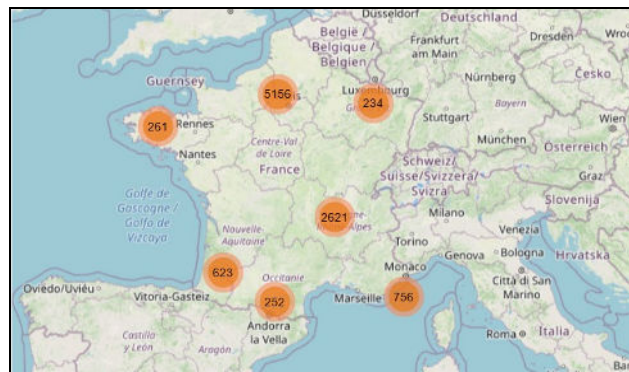 Düsseldorf
Deutschland
België /
Belgique /
Belgien
Frankfurt
am Main
Dresden
Guernsey
5156
Luxembourg
234
Nürnberg
Česko
261
Rennes
Stuttgart
Bayern
Nantes
Centre-Val
de Loire
München
Wien
France
Schweiz/
Suisse/Svizzera/
Svizra
Österreich
Graz
Golfe de
Gascogne /
Golfo de
Vizcaya
2621
Milano
Slovenija
Nouvelle-
Aquitaine
Torino
Venezia
623
Occitanie
Monaco
Genova
Bologna
Hrvatska
Oviedo/Uviéu
Vitoria-Gasteiz
252
Marseille
756
Città di San
Marino
Andorra
la Vella
Castilla
y León
Aragón
Roma
Italia